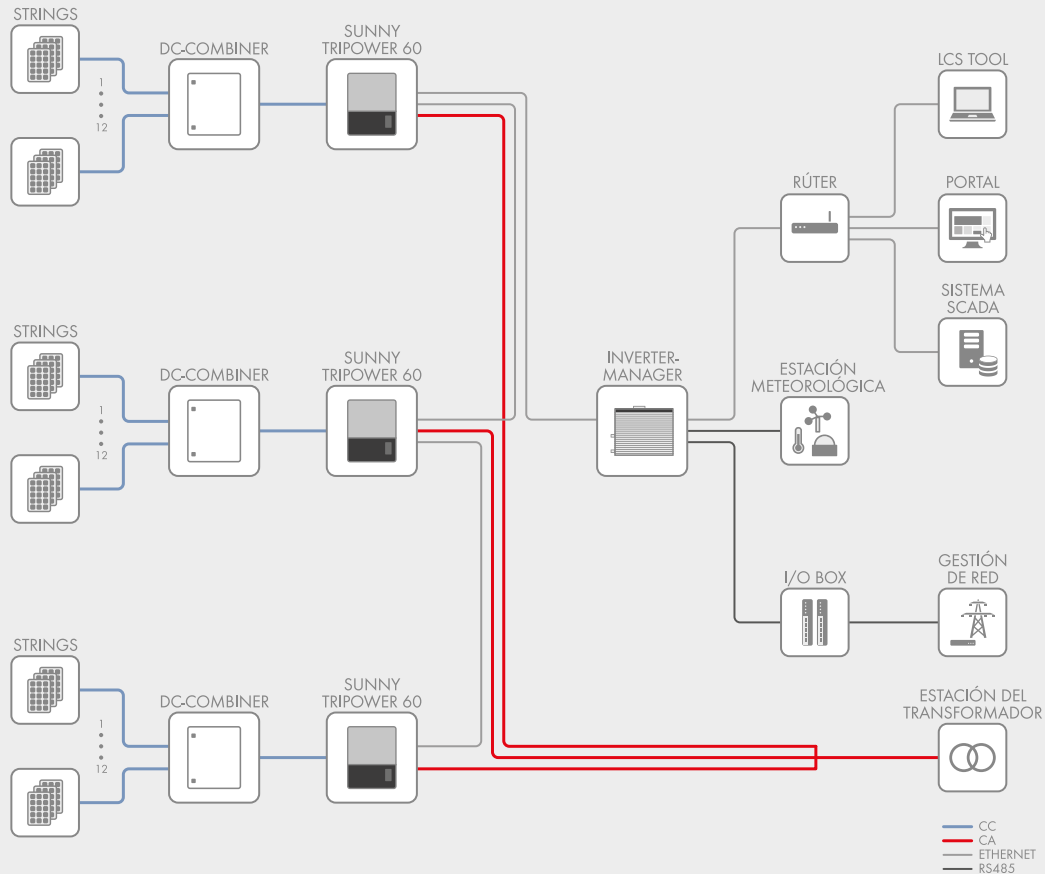 STRINGS
DC-COMBINER
SUNNY
TRIPOWER 60
1
12
LCS TOOL
RÚTER
PORTAL
SISTEMA
SCADA
STRINGS
DC-COMBINER
SUNNY
TRIPOWER 60
1
12
INVERTER-
MANAGER
ESTACIÓN
METEOROLÓGICA
I/O BOX
GESTIÓN
DE RED
STRINGS
DC-COMBINER
SUNNY
TRIPOWER 60
1
12
ESTACIÓN DEL
TRANSFORMADOR
CC
CA
ETHERNET
RS485